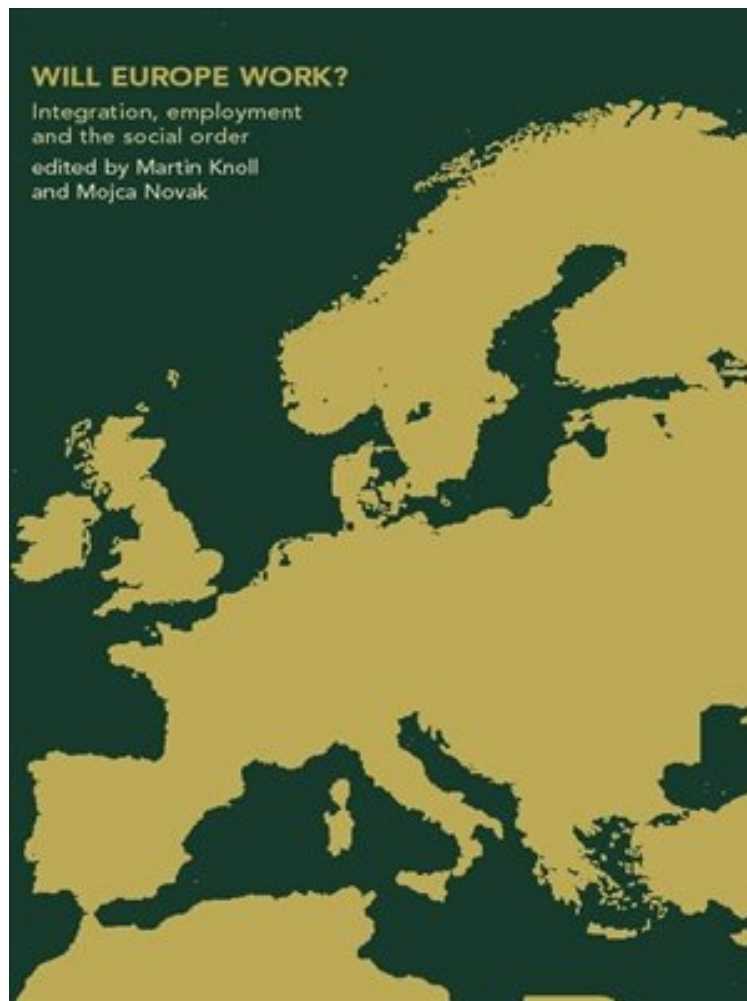 WILL EUROPE WORK?
Integration, employment
and the social order
edited by Martin Knoll
and Mojca Novak